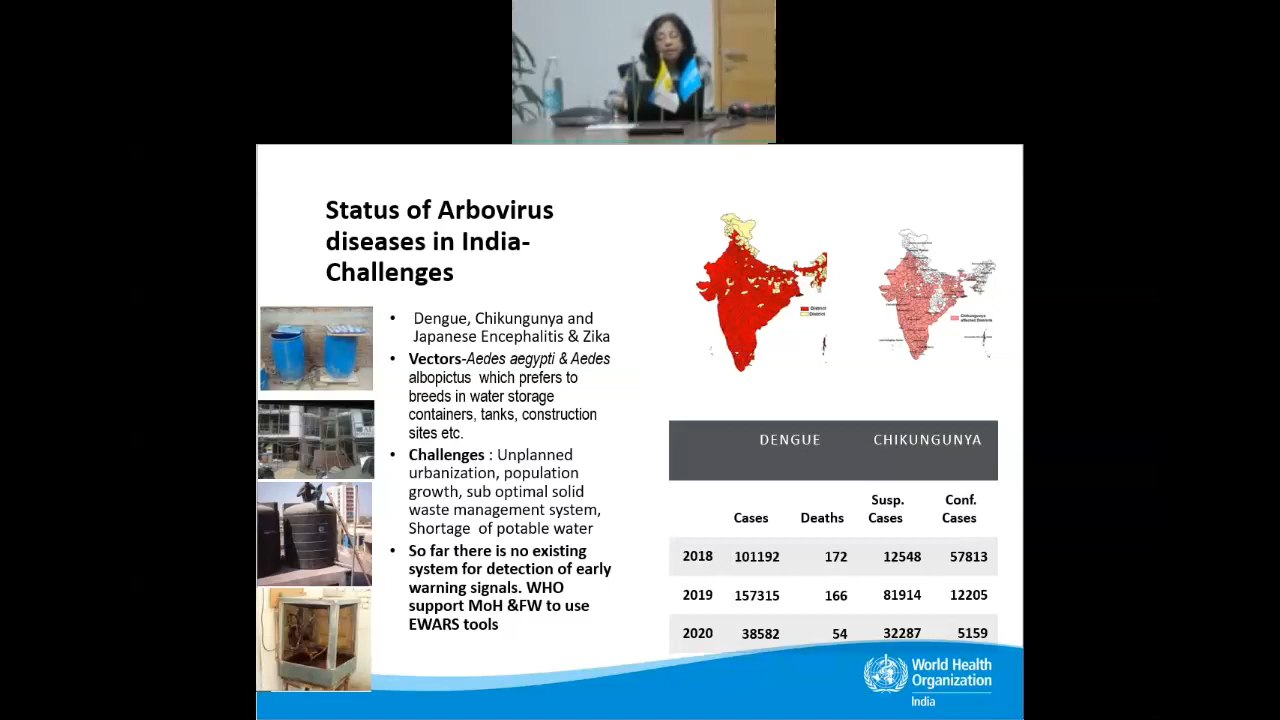 Status of Arbovirus
diseases in India-
Challenges
• Dengue, Chikungunya and
Japanese Encephalitis & Zika
• Vectors-Aedes aegypti & Aedes
albopictus which prefers to
breeds in water storage
containers, tanks, construction
sites etc.
• Challenges : Unplanned
urbanization, population
growth, sub optimal solid
waste management system,
Shortage of potable water
• So far there is no existing
system for detection of early
warning signals. WHO
support MoH &FW to use
EWARS tools
Chikungunya
affected Districts
DENGUE CHIKUNGUNYA
Cases Deaths Susp. Cases Conf. Cases
2018 101192 172 12548 57813
2019 157315 166 81914 12205
2020 38582 54 32287 5159
World Health
Organization
India